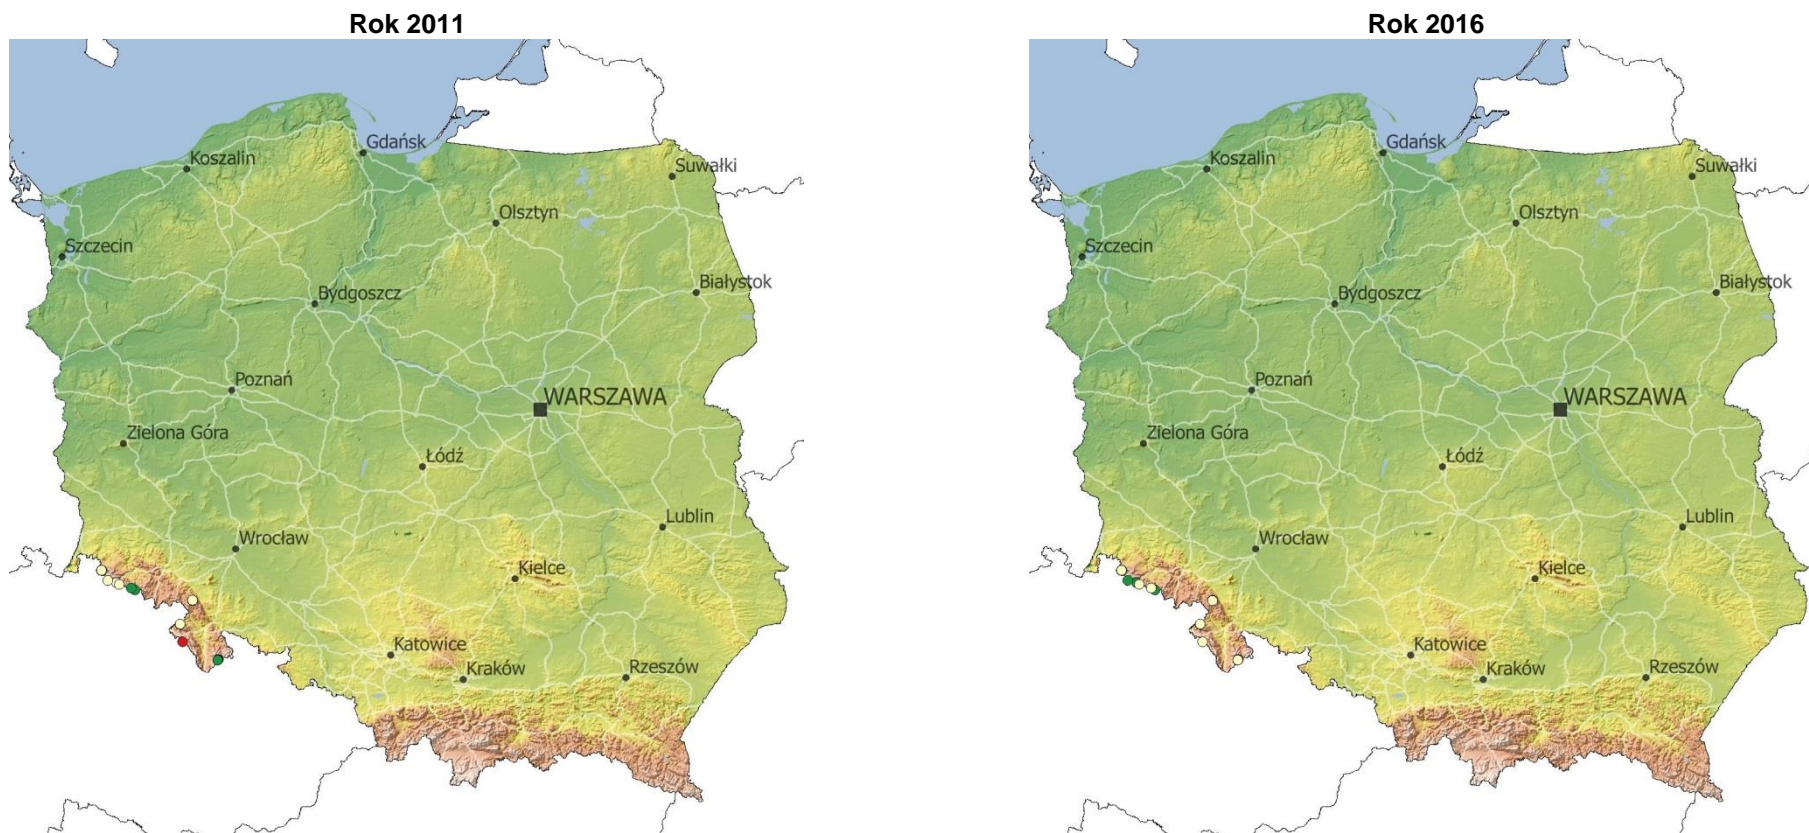 Rok 2011
Gdańsk
Koszalin
Suwałki
Olsztyn
Szczecin
Białystok
Bydgoszcz
Poznań
WARSZAWA
Zielona Góra
Łódź
Lublin
Wrocław
Kielce
Katowice
Kraków
Rzeszów
Rok 2016
Gdańsk
Koszalin
Suwałki
Olsztyn
Szczecin
Białystok
Bydgoszcz
Poznań
WARSZAWA
Zielona Góra
Łódź
Lublin
Wrocław
Kielce
Katowice
Kraków
Rzeszów